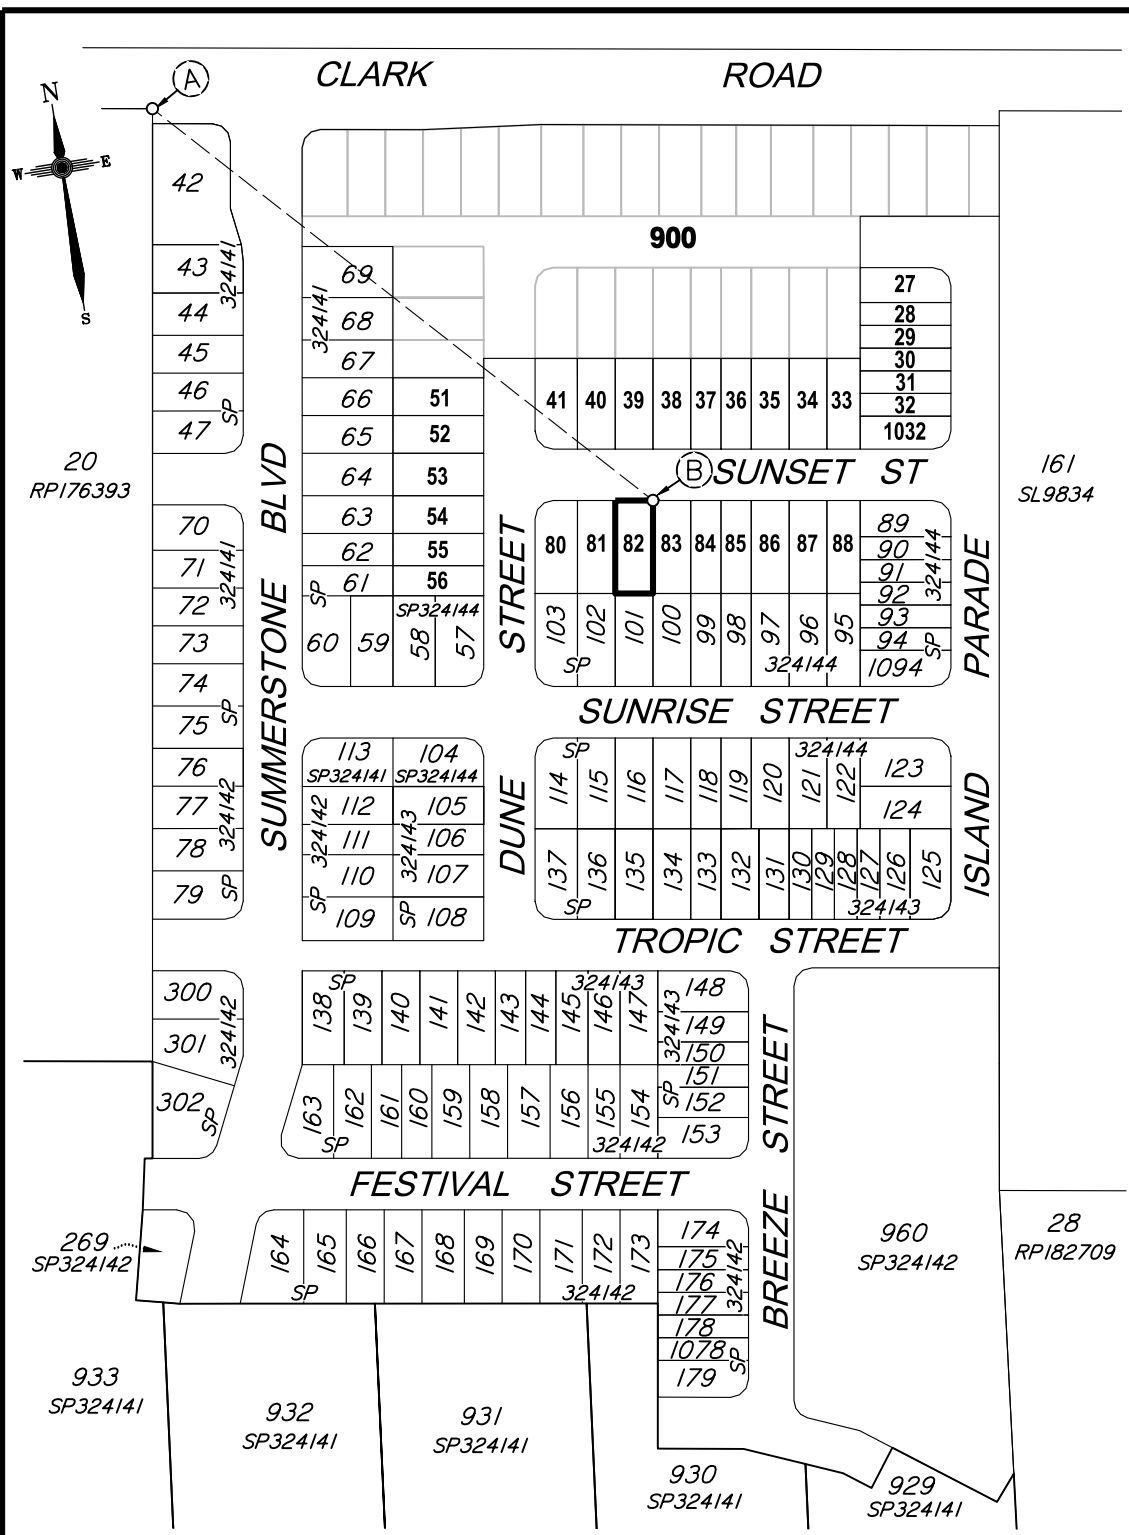 A
CLARK ROAD
N
W E
S
42
900
43
324141
69
27
44
324141
68
28
29
45
67
30
31
46
66
51
41 40 39 38 37 36 35 34 33
32
SP
47
65
52
1032
20
RP176393
64
53
B
SUNSET ST
161
SL9834
SUMMERSTONE BLVD
70
63
54
89
71
324141
62
55
80 81 82 83 84 85 86 87 88
90
324144
91
72
SP
61
56
92
73
60 59
SP324144
58 57
STREET
103 102 101 100 99 98 97 96 95
93
94
SP
PARADE
74
SP
324144
1094
SP
75
SUNRISE STREET
76
113
SP324141
104
SP324144
SP
324144
123
77
324142
112
324142
105
324143
114 115 116 117 118 119 120 121 122
124
78
111
106
DUNE
ISLAND
SP
79
110
SP
107
137 136 135 134 133 132 131 130 129 128 127 126 125
109
SP
108
SP
324143
TROPIC STREET
300
324142
SP
324143
148
324143
301
138 139 140 141 142 143 144 145 146 147
149
150
302
SP
163 162 161 160 159 158 157 156 155 154
151
SP
152
SP
324142
153
BREEZE STREET
FESTIVAL STREET
269
SP324142
164 165 166 167 168 169 170 171 172 173
174
175
324142
176
SP
324142
177
178
1078
SP
179
960
SP324142
28
RP182709
933
SP324141
932
SP324141
931
SP324141
930
SP324141
929
SP324141